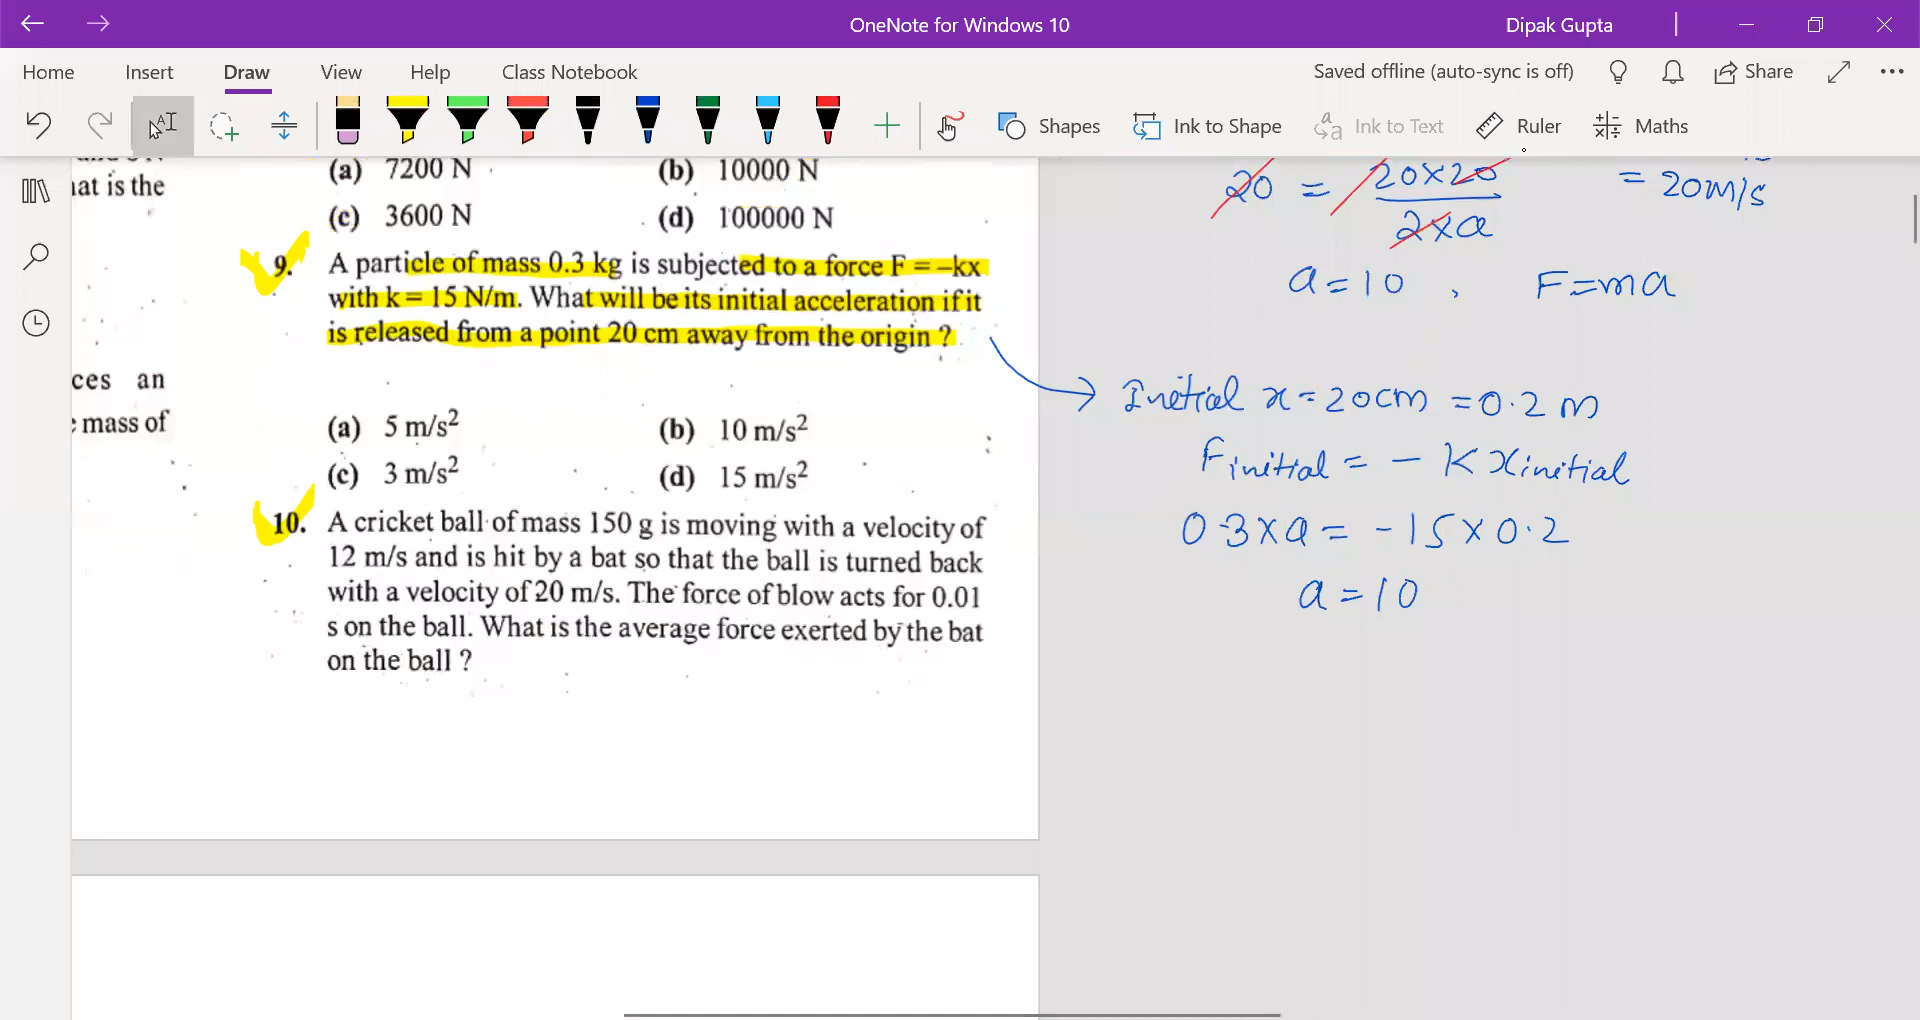 OneNote for Windows 10
Dipak Gupta
Home Insert Draw View Help Class Notebook
Saved offline (auto-sync is off) Share
Shapes Ink to Shape Ink to Text Ruler Maths
at is the
(a) 7200 N (b) 10000 N
(c) 3600 N (d) 100000 N
9. A particle of mass 0.3 kg is subjected to a force F = –kx
with k = 15 N/m. What will be its initial acceleration if it
is released from a point 20 cm away from the origin ?
ces an
mass of
(a) 5 m/s² (b) 10 m/s²
(c) 3 m/s² (d) 15 m/s²
10. A cricket ball of mass 150 g is moving with a velocity of
12 m/s and is hit by a bat so that the ball is turned back
with a velocity of 20 m/s. The force of blow acts for 0.01
s on the ball. What is the average force exerted by the bat
on the ball ?
20 = 20×20 / 2×a = 20m/s
a = 10 , F=ma
Initial x = 20cm = 0.2 m
Finitial = - K xinitial
0.3×a = -15×0.2
a = 10